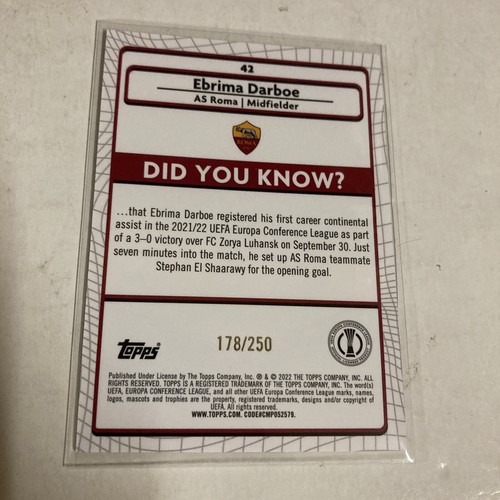 42
Ebrima Darboe
AS Roma | Midfielder
ROMA
DID YOU KNOW?
...that Ebrima Darboe registered his first career continental
assist in the 2021/22 UEFA Europa Conference League as part
of a 3–0 victory over FC Zorya Luhansk on September 30. Just
seven minutes into the match, he set up AS Roma teammate
Stephan El Shaarawy for the opening goal.
Topps®
178/250
Published Under License by The Topps Company, Inc. ® & © 2022 THE TOPPS COMPANY, INC. ALL
RIGHTS RESERVED. TOPPS IS A REGISTERED TRADEMARK OF THE TOPPS COMPANY, INC. The word(s)
UEFA, EUROPA CONFERENCE LEAGUE, and all other UEFA Europa Conference League marks, names,
logos, mascots and trophies are the property, registered trademarks, designs and/or copyright of
UEFA. All rights reserved.
WWW.TOPPS.COM. CODE#CMP052579.